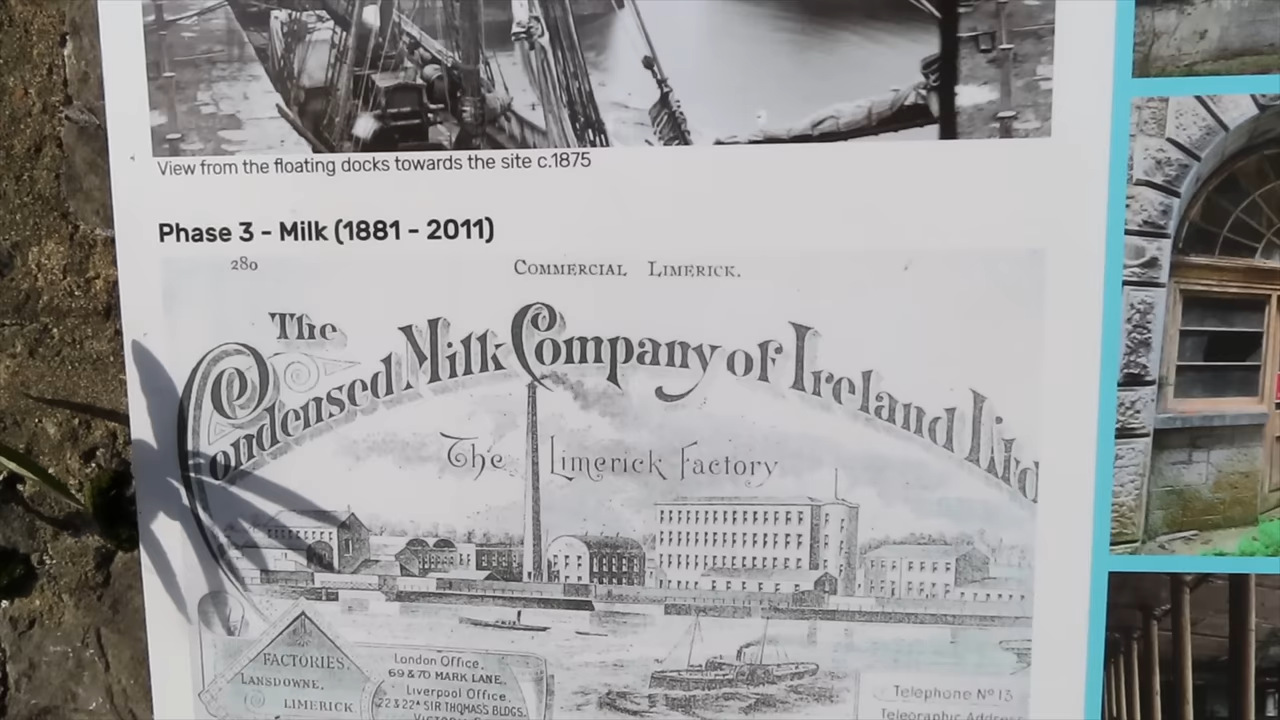 View from the floating docks towards the site c.1875
Phase 3 - Milk (1881 - 2011)
280
COMMERCIAL LIMERICK.
The
Condensed Milk Company of Ireland Ltd
The Limerick Factory
FACTORIES.
LANSDOWNE,
LIMERICK
London Office,
69 & 70 MARK LANE.
Liverpool Office.
22 & 22A SIR THOMAS'S BLDGS.
Telephone No 13
Telegraphic Address